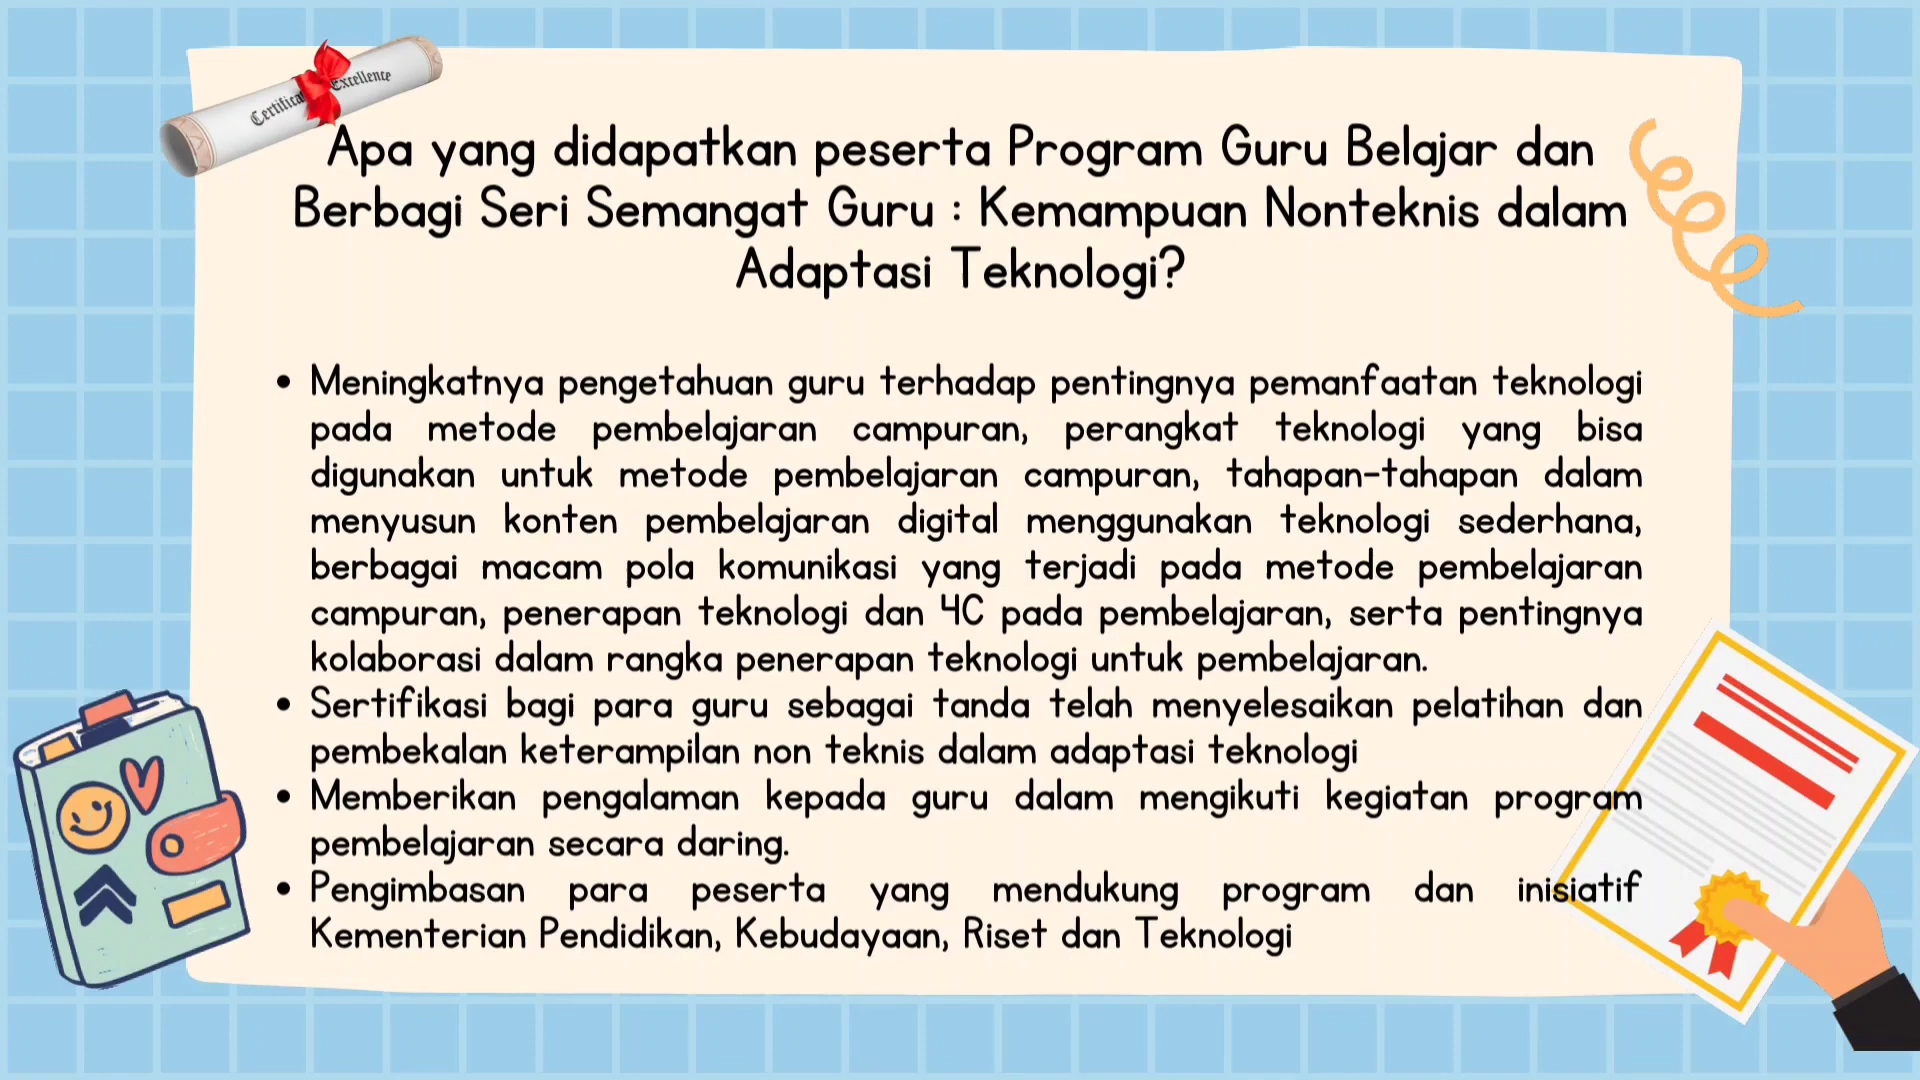 Certifica Excellence
Apa yang didapatkan peserta Program Guru Belajar dan
Berbagi Seri Semangat Guru : Kemampuan Nonteknis dalam
Adaptasi Teknologi?
• Meningkatnya pengetahuan guru terhadap pentingnya pemanfaatan teknologi
pada metode pembelajaran campuran, perangkat teknologi yang bisa
digunakan untuk metode pembelajaran campuran, tahapan-tahapan dalam
menyusun konten pembelajaran digital menggunakan teknologi sederhana,
berbagai macam pola komunikasi yang terjadi pada metode pembelajaran
campuran, penerapan teknologi dan 4C pada pembelajaran, serta pentingnya
kolaborasi dalam rangka penerapan teknologi untuk pembelajaran.
• Sertifikasi bagi para guru sebagai tanda telah menyelesaikan pelatihan dan
pembekalan keterampilan non teknis dalam adaptasi teknologi
• Memberikan pengalaman kepada guru dalam mengikuti kegiatan program
pembelajaran secara daring.
• Pengimbasan para peserta yang mendukung program dan inisiatif
Kementerian Pendidikan, Kebudayaan, Riset dan Teknologi